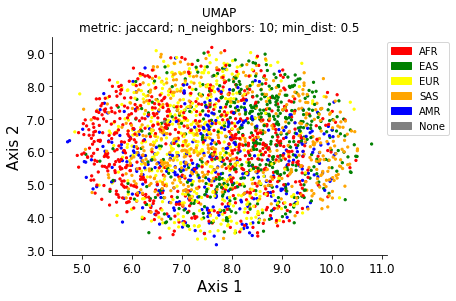 UMAP
metric: jaccard; n_neighbors: 10; min_dist: 0.5
AFR
EAS
EUR
SAS
AMR
None
9.0
8.0
7.0
6.0
5.0
4.0
3.0
Axis 2
5.0 6.0 7.0 8.0 9.0 10.0 11.0
Axis 1